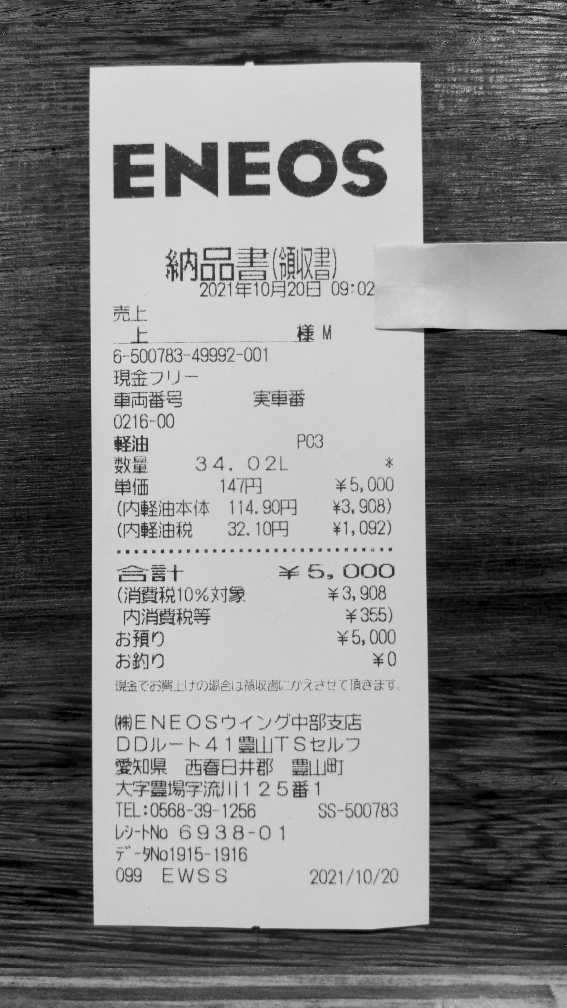 ENEOS
納品書(領収書)
2021年10月20日 09:02
売上
上 様 M
6-500783-49992-001
現金フリー
車両番号 実車番
0216-00
軽油 P03
数量 34.02L *
単価 147円 ¥5,000
(内軽油本体 114.90円 ¥3,908)
(内軽油税 32.10円 ¥1,092)
合計 ¥5,000
(消費税10%対象 ¥3,908
内消費税等 ¥355)
お預り ¥5,000
お釣り ¥0
現金でお買上げの場合は領収書にかえさせて頂きます。
㈱ENEOSウイング中部支店
DDルート41豊山TSセルフ
愛知県 西春日井郡 豊山町
大字豊場字流川125番1
TEL:0568-39-1256 SS-500783
レシートNo 6938-01
データNo1915-1916
099 EWSS 2021/10/20